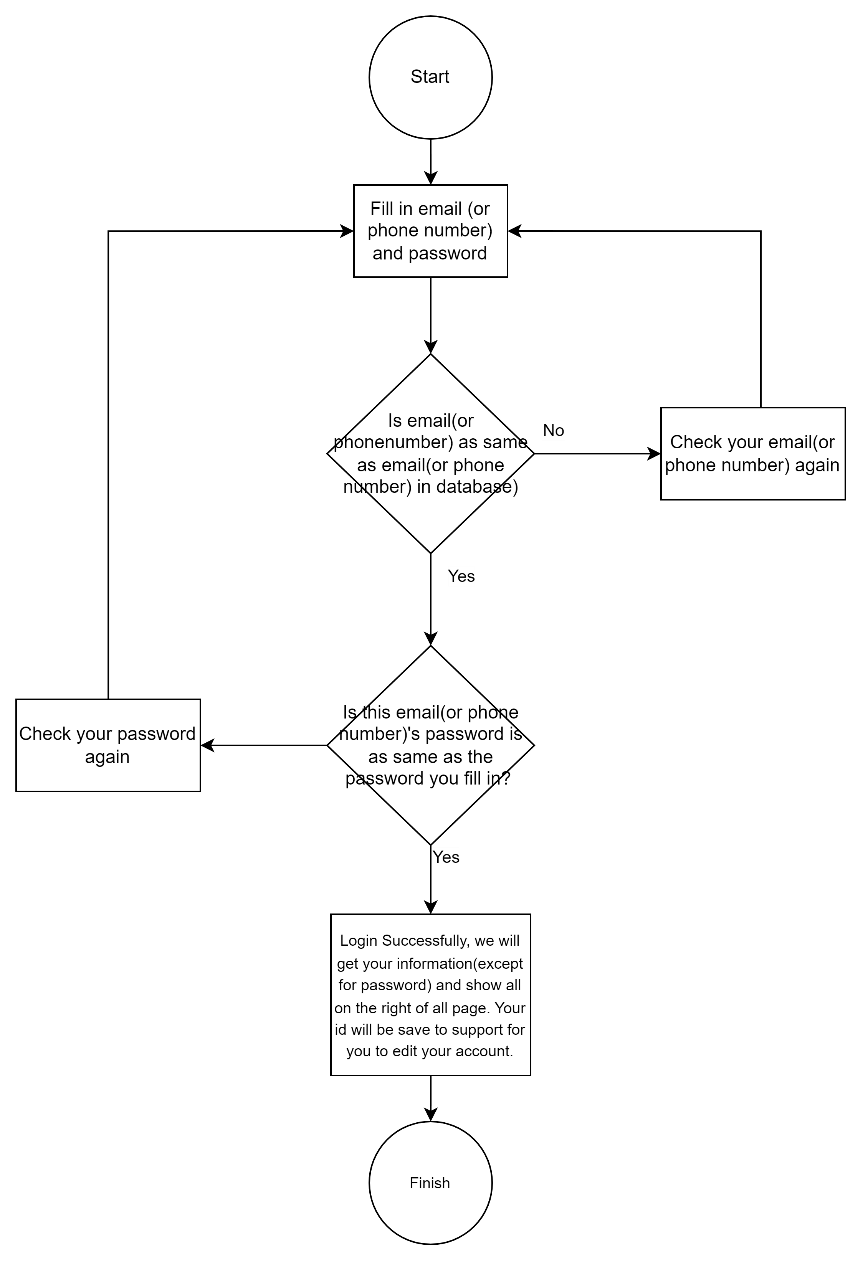 Start
Fill in email (or
phone number)
and password
Is email(or
phonenumber) as same
as email(or phone
number) in database)
No
Check your email(or
phone number) again
Yes
Is this email(or phone
number)'s password is
as same as the
password you fill in?
Check your password
again
Yes
Login Successfully, we will
get your information(except
for password) and show all
on the right of all page. Your
id will be save to support for
you to edit your account.
Finish